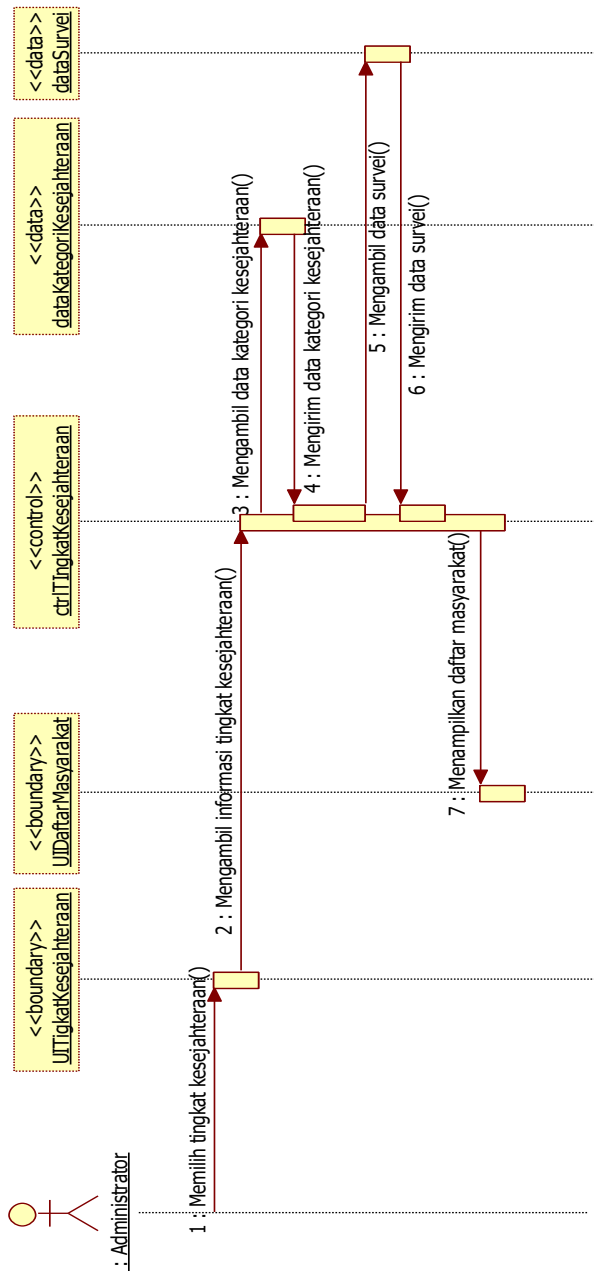 : Administrator
<<boundary>>
UITigkatKesejahteraan
<<boundary>>
UIDaftarMasyarakat
<<control>>
ctrlTIngkatKesejahteraan
<<data>>
dataKategoriKesejahteraan
<<data>>
dataSurvei
1 : Memilih tingkat kesejahteraan()
2 : Mengambil informasi tingkat kesejahteraan()
3 : Mengambil data kategori kesejahteraan()
4 : Mengirim data kategori kesejahteraan()
5 : Mengambil data survei()
6 : Mengirim data survei()
7 : Menampilkan daftar masyarakat()